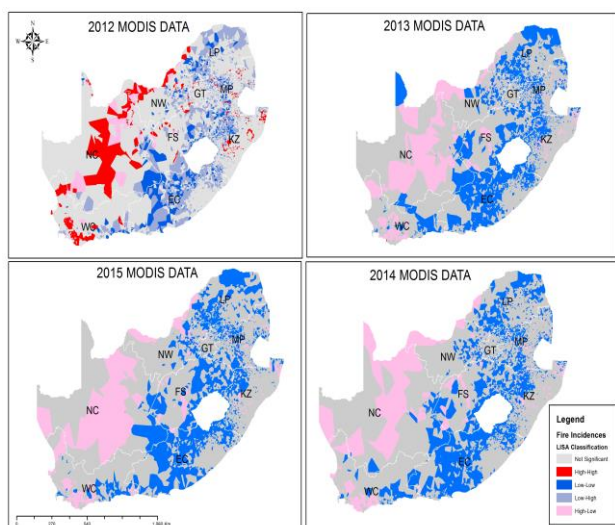 2012 MODIS DATA
N
W E
S
LP
NW
GT
MP
FS
KZ
NC
EC
WC
2013 MODIS DATA
LP
NW
GT
MP
FS
KZ
NC
EC
WC
2015 MODIS DATA
LP
NW
GT
MP
FS
KZ
NC
EC
WC
0
2014 MODIS DATA
LP
NW
GT
MP
FS
KZ
NC
EC
WC
Legend
Fire Incidences
LISA Classification
Not Significant
High-High
Low-Low
Low-High
High-Low